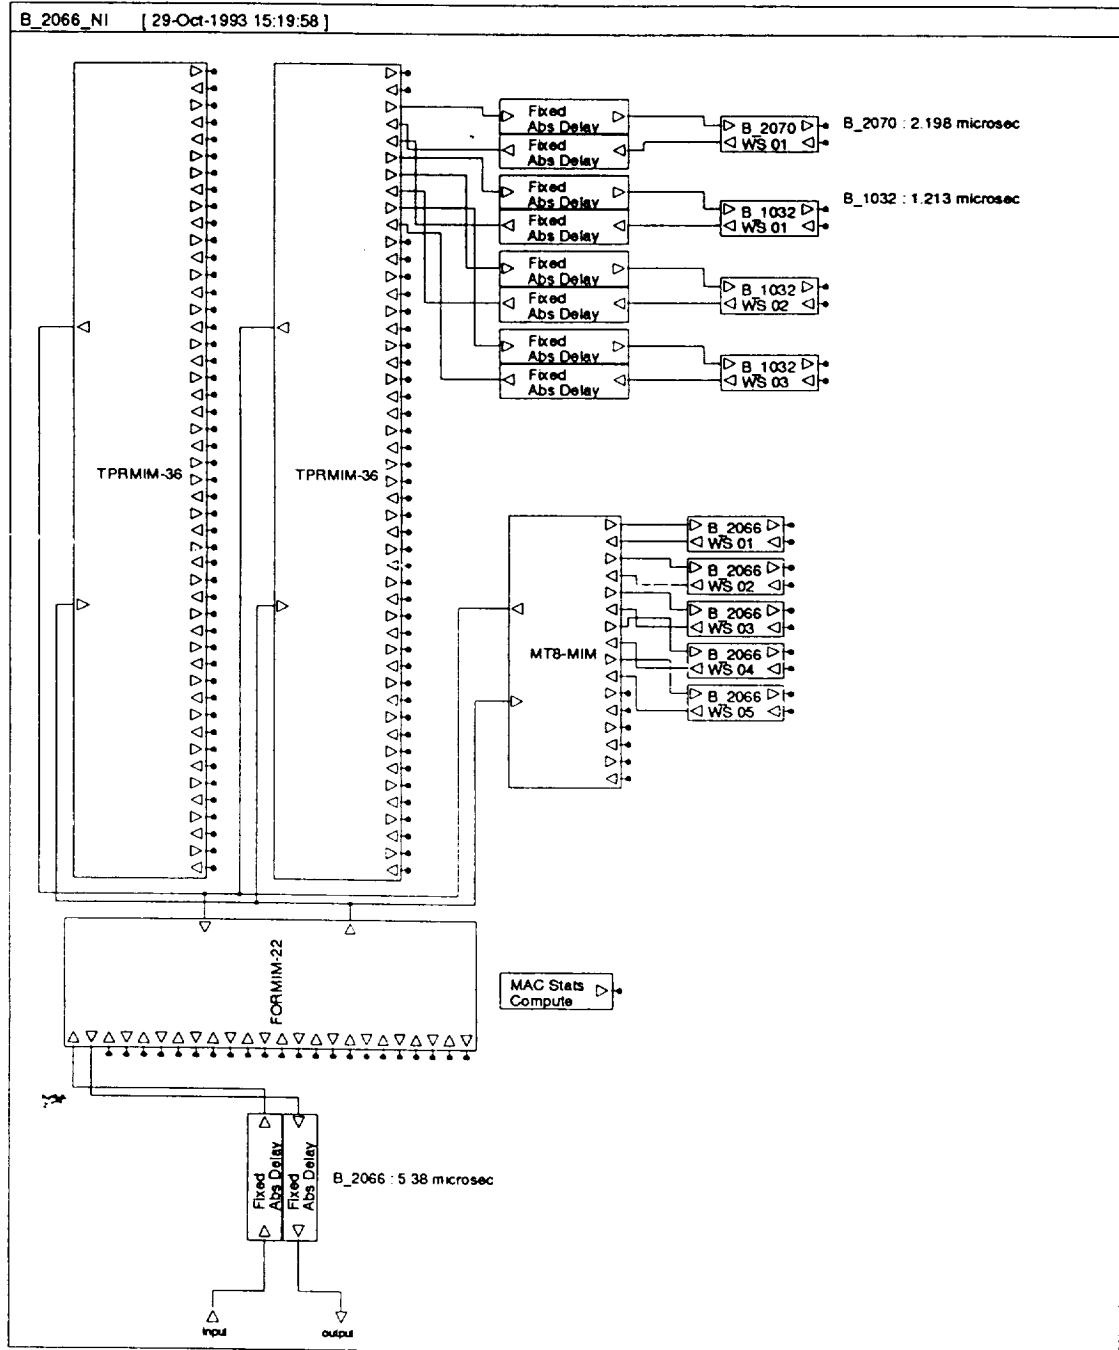 B_2066_NI [ 29-Oct-1993 15:19:58 ]
Fixed
Abs Delay
Fixed
Abs Delay
B_2070
WS 01
B_2070 : 2.198 microsec
Fixed
Abs Delay
Fixed
Abs Delay
B_1032
WS 01
B_1032 : 1.213 microsec
Fixed
Abs Delay
Fixed
Abs Delay
B_1032
WS 02
Fixed
Abs Delay
Fixed
Abs Delay
B_1032
WS 03
TPRMIM-36
TPRMIM-36
MT8-MIM
B_2066
WS 01
B_2066
WS 02
B_2066
WS 03
B_2066
WS 04
B_2066
WS 05
FORMIM-22
MAC Stats
Compute
Fixed
Abs Delay
Fixed
Abs Delay
B_2066 : 5 38 microsec
Input
output